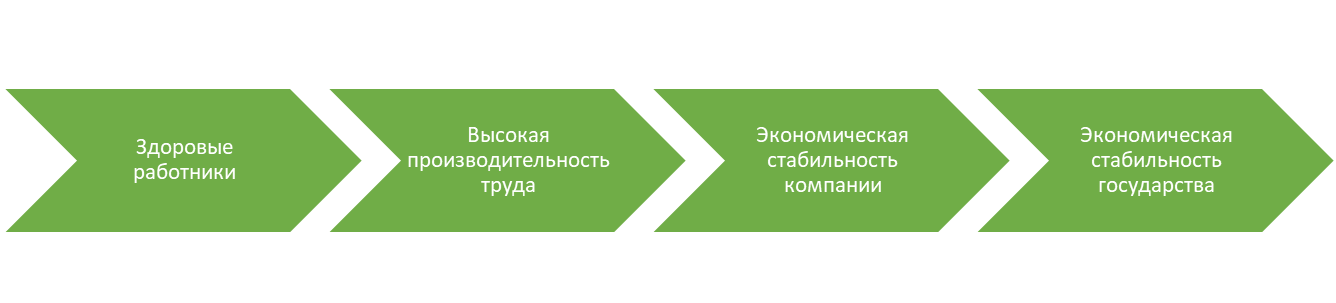 Здоровые
работники
Высокая
производительность
труда
Экономическая
стабильность
компании
Экономическая
стабильность
государства